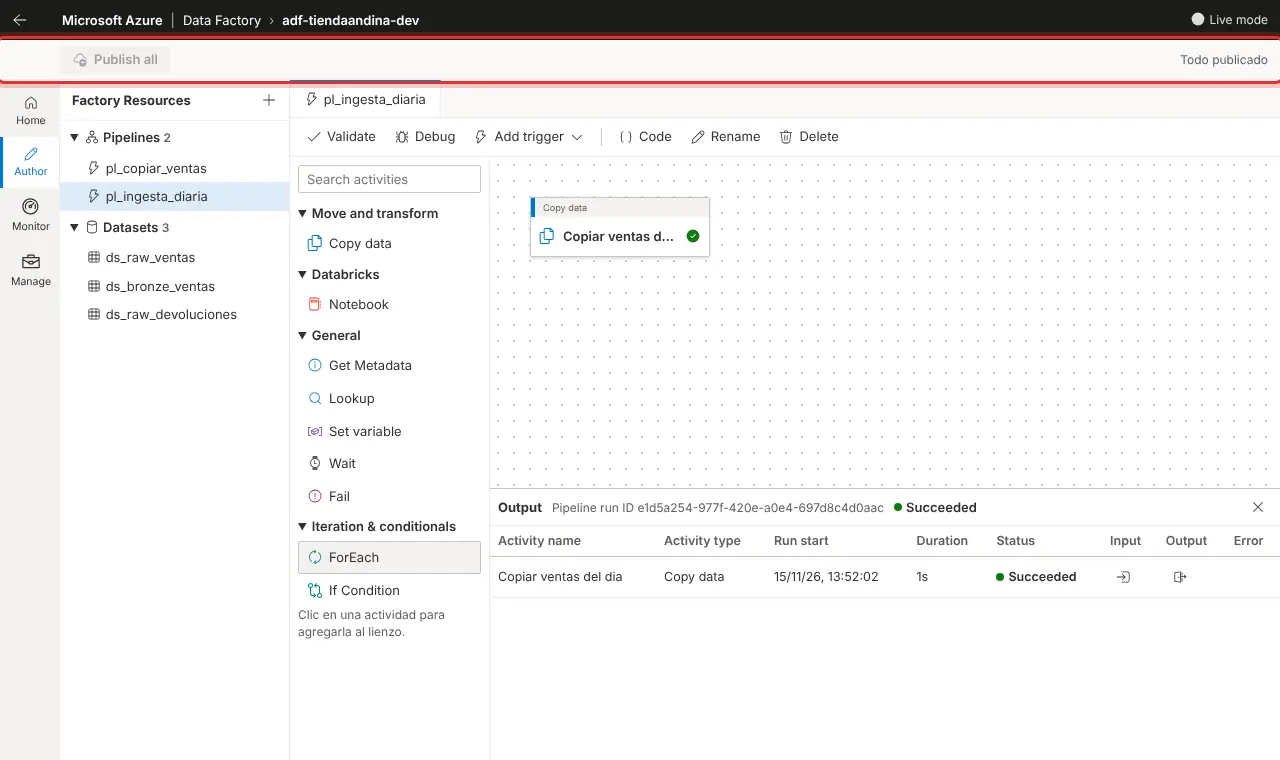 Microsoft Azure | Data Factory › adf-tiendaandina-dev
Live mode
Publish all
Todo publicado
Home
Author
Monitor
Manage
Factory Resources
Pipelines 2
pl_copiar_ventas
pl_ingesta_diaria
Datasets 3
ds_raw_ventas
ds_bronze_ventas
ds_raw_devoluciones
pl_ingesta_diaria
Validate Debug Add trigger Code Rename Delete
Search activities
Move and transform
Copy data
Databricks
Notebook
General
Get Metadata
Lookup
Set variable
Wait
Fail
Iteration & conditionals
ForEach
If Condition
Clic en una actividad para
agregarla al lienzo.
Copy data
Copiar ventas d...
Output Pipeline run ID e1d5a254-977f-420e-a0e4-697d8c4d0aac Succeeded
Activity name Activity type Run start Duration Status Input Output Error
Copiar ventas del dia Copy data 15/11/26, 13:52:02 1s Succeeded